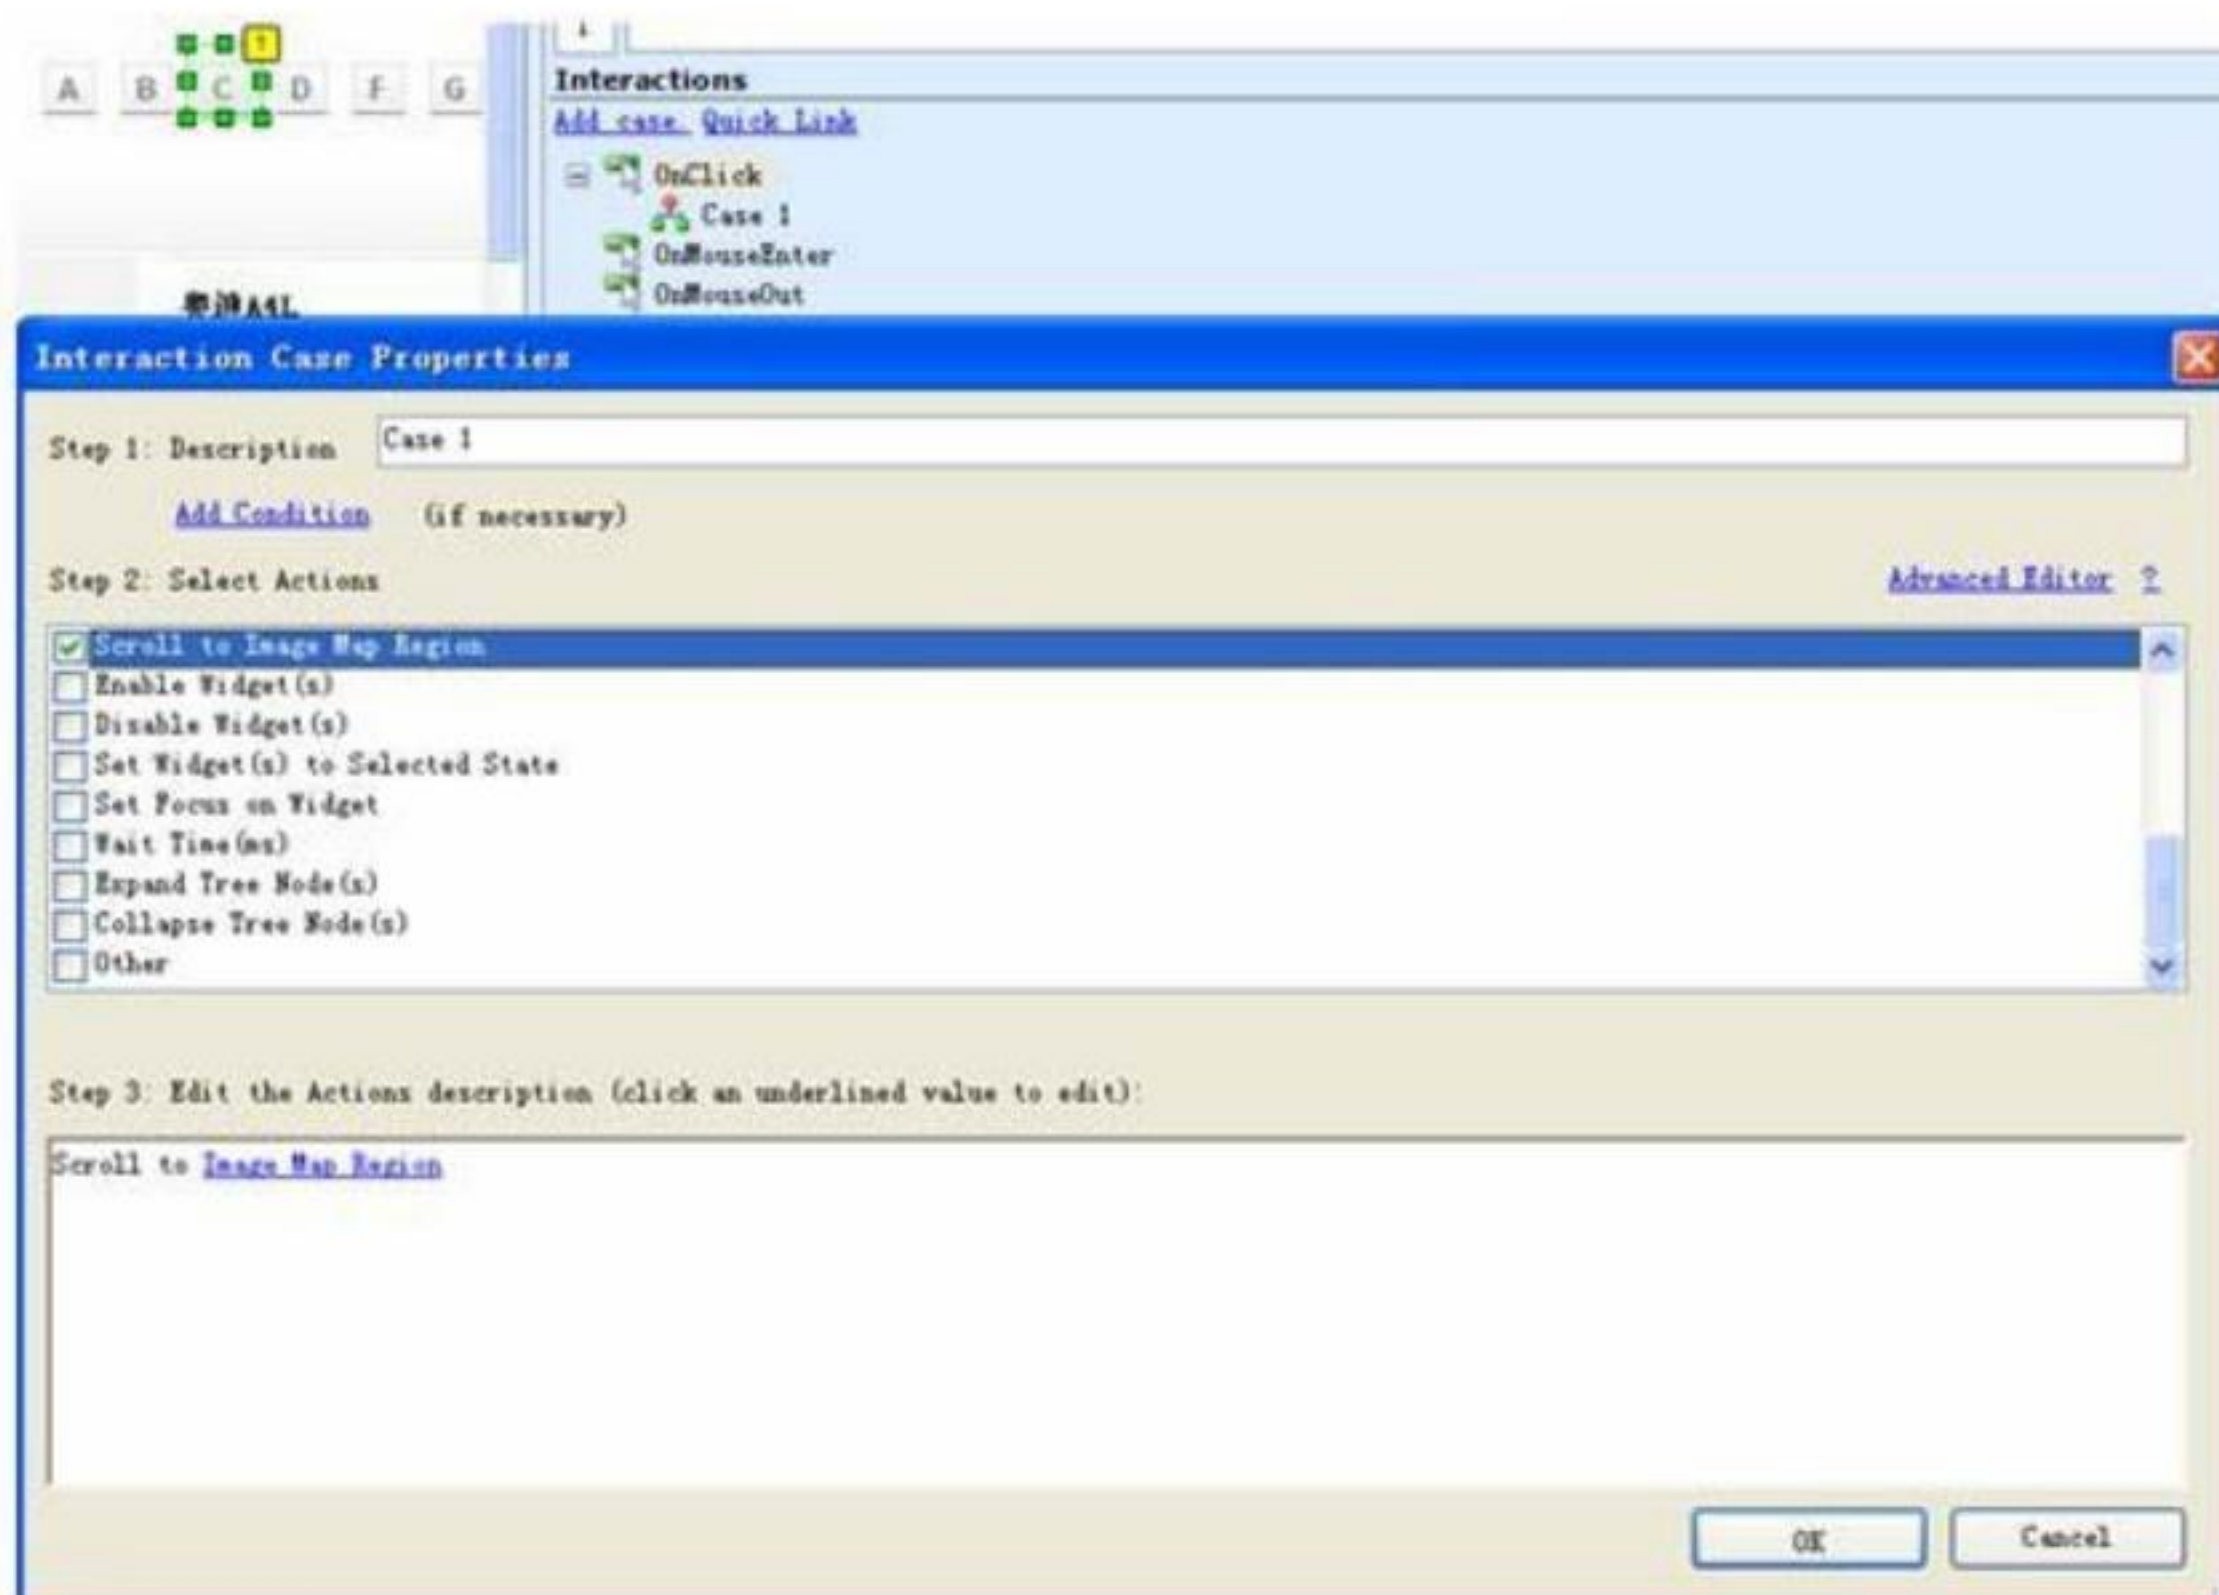 1
A B C D F G
Interactions
Add case Quick Link
OnClick
Case 1
OnMouseEnter
OnMouseOut
A4L
Interaction Case Properties
Step 1: Description Case 1
Add Condition (if necessary)
Step 2: Select Actions Advanced Editor ?
Scroll to Image Map Region
Enable Widget(s)
Disable Widget(s)
Set Widget(s) to Selected State
Set Focus on Widget
Wait Time(ms)
Expand Tree Node(s)
Collapse Tree Node(s)
Other
Step 3: Edit the Actions description (click an underlined value to edit):
Scroll to Image Map Region
OK Cancel